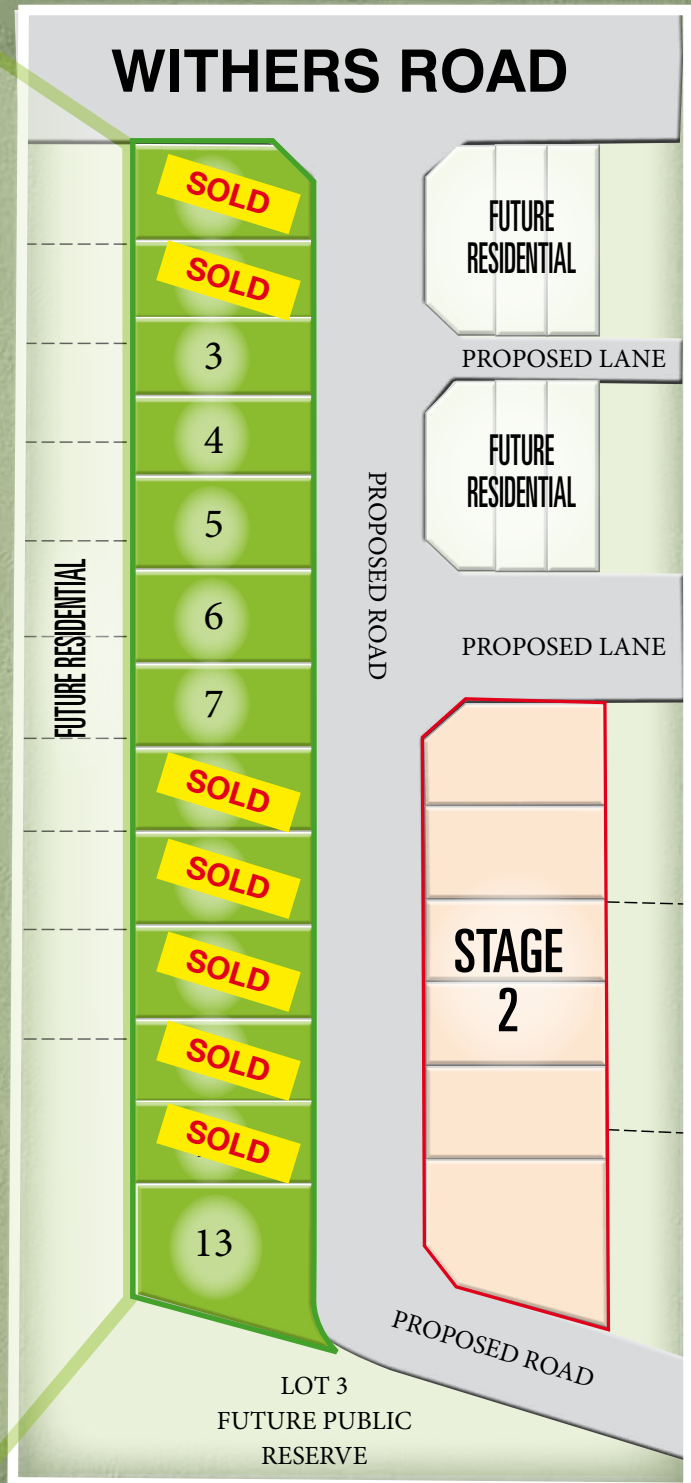 WITHERS ROAD
SOLD
SOLD
3
4
5
6
7
SOLD
SOLD
SOLD
SOLD
SOLD
13
FUTURE RESIDENTIAL
PROPOSED ROAD
FUTURE
RESIDENTIAL
PROPOSED LANE
FUTURE
RESIDENTIAL
PROPOSED LANE
STAGE
2
PROPOSED ROAD
LOT 3
FUTURE PUBLIC
RESERVE